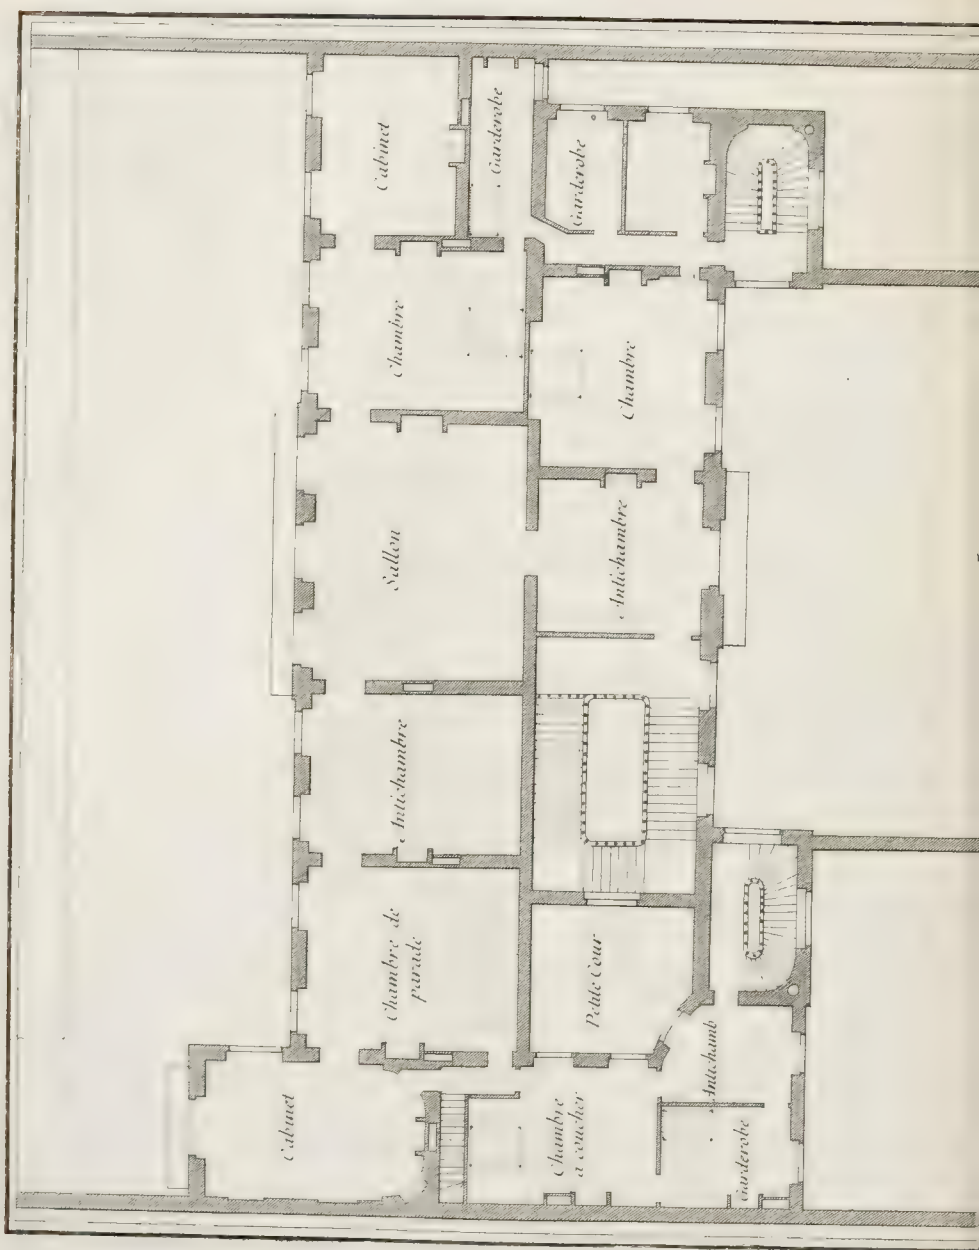 Cabinet
Chambre de
parade
Antichambre
Sallon
Chambre
Cabinet
Garderobe
Chambre
a coucher
Petite Cour
Antichambre
Chambre
Garderobe
Garderobe
Antichamb